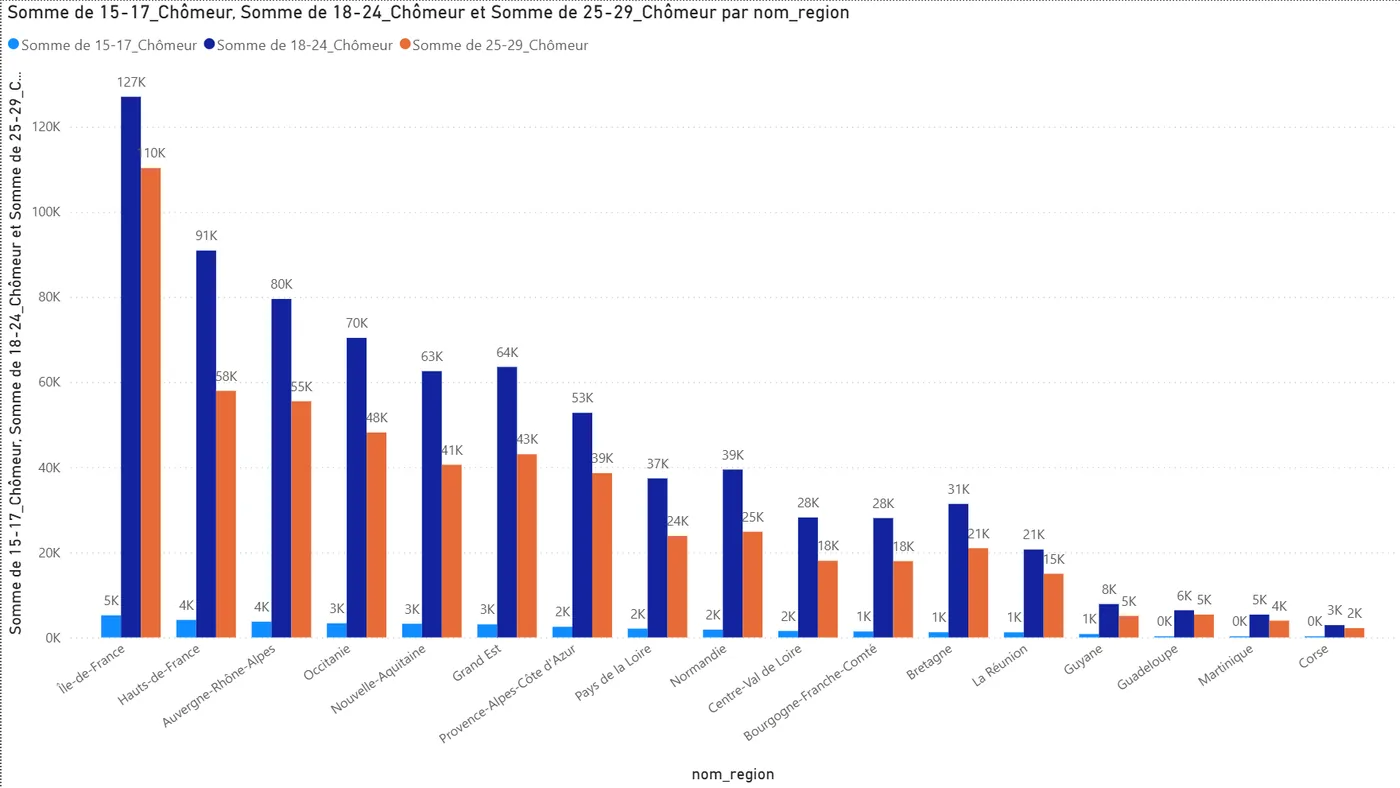 Somme de 15-17_Chômeur, Somme de 18-24_Chômeur et Somme de 25-29_Chômeur par nom_region
Somme de 15-17_Chômeur Somme de 18-24_Chômeur Somme de 25-29_Chômeur
Somme de 15-17_Chômeur, Somme de 18-24_Chômeur et Somme de 25-29_C...
120K
100K
80K
60K
40K
20K
0K
5K 127K 110K
4K 91K 58K
4K 80K 55K
3K 70K 48K
3K 63K 41K
3K 64K 43K
2K 53K 39K
2K 37K 24K
2K 39K 25K
2K 28K 18K
1K 28K 18K
1K 31K 21K
1K 21K 15K
1K 8K 5K
0K 6K 5K
0K 5K 4K
0K 3K 2K
Île-de-France
Hauts-de-France
Auvergne-Rhône-Alpes
Occitanie
Nouvelle-Aquitaine
Grand Est
Provence-Alpes-Côte d'Azur
Pays de la Loire
Normandie
Centre-Val de Loire
Bourgogne-Franche-Comté
Bretagne
La Réunion
Guyane
Guadeloupe
Martinique
Corse
nom_region